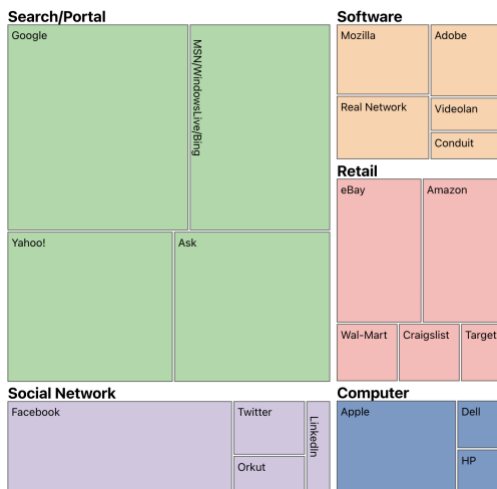 Search/Portal
Google
MSN/WindowsLive/Bing
Yahoo!
Ask
Social Network
Facebook
Twitter
Orkut
LinkedIn
Software
Mozilla
Adobe
Real Network
Videolan
Conduit
Retail
eBay
Amazon
Wal-Mart
Craigslist
Target
Computer
Apple
Dell
HP